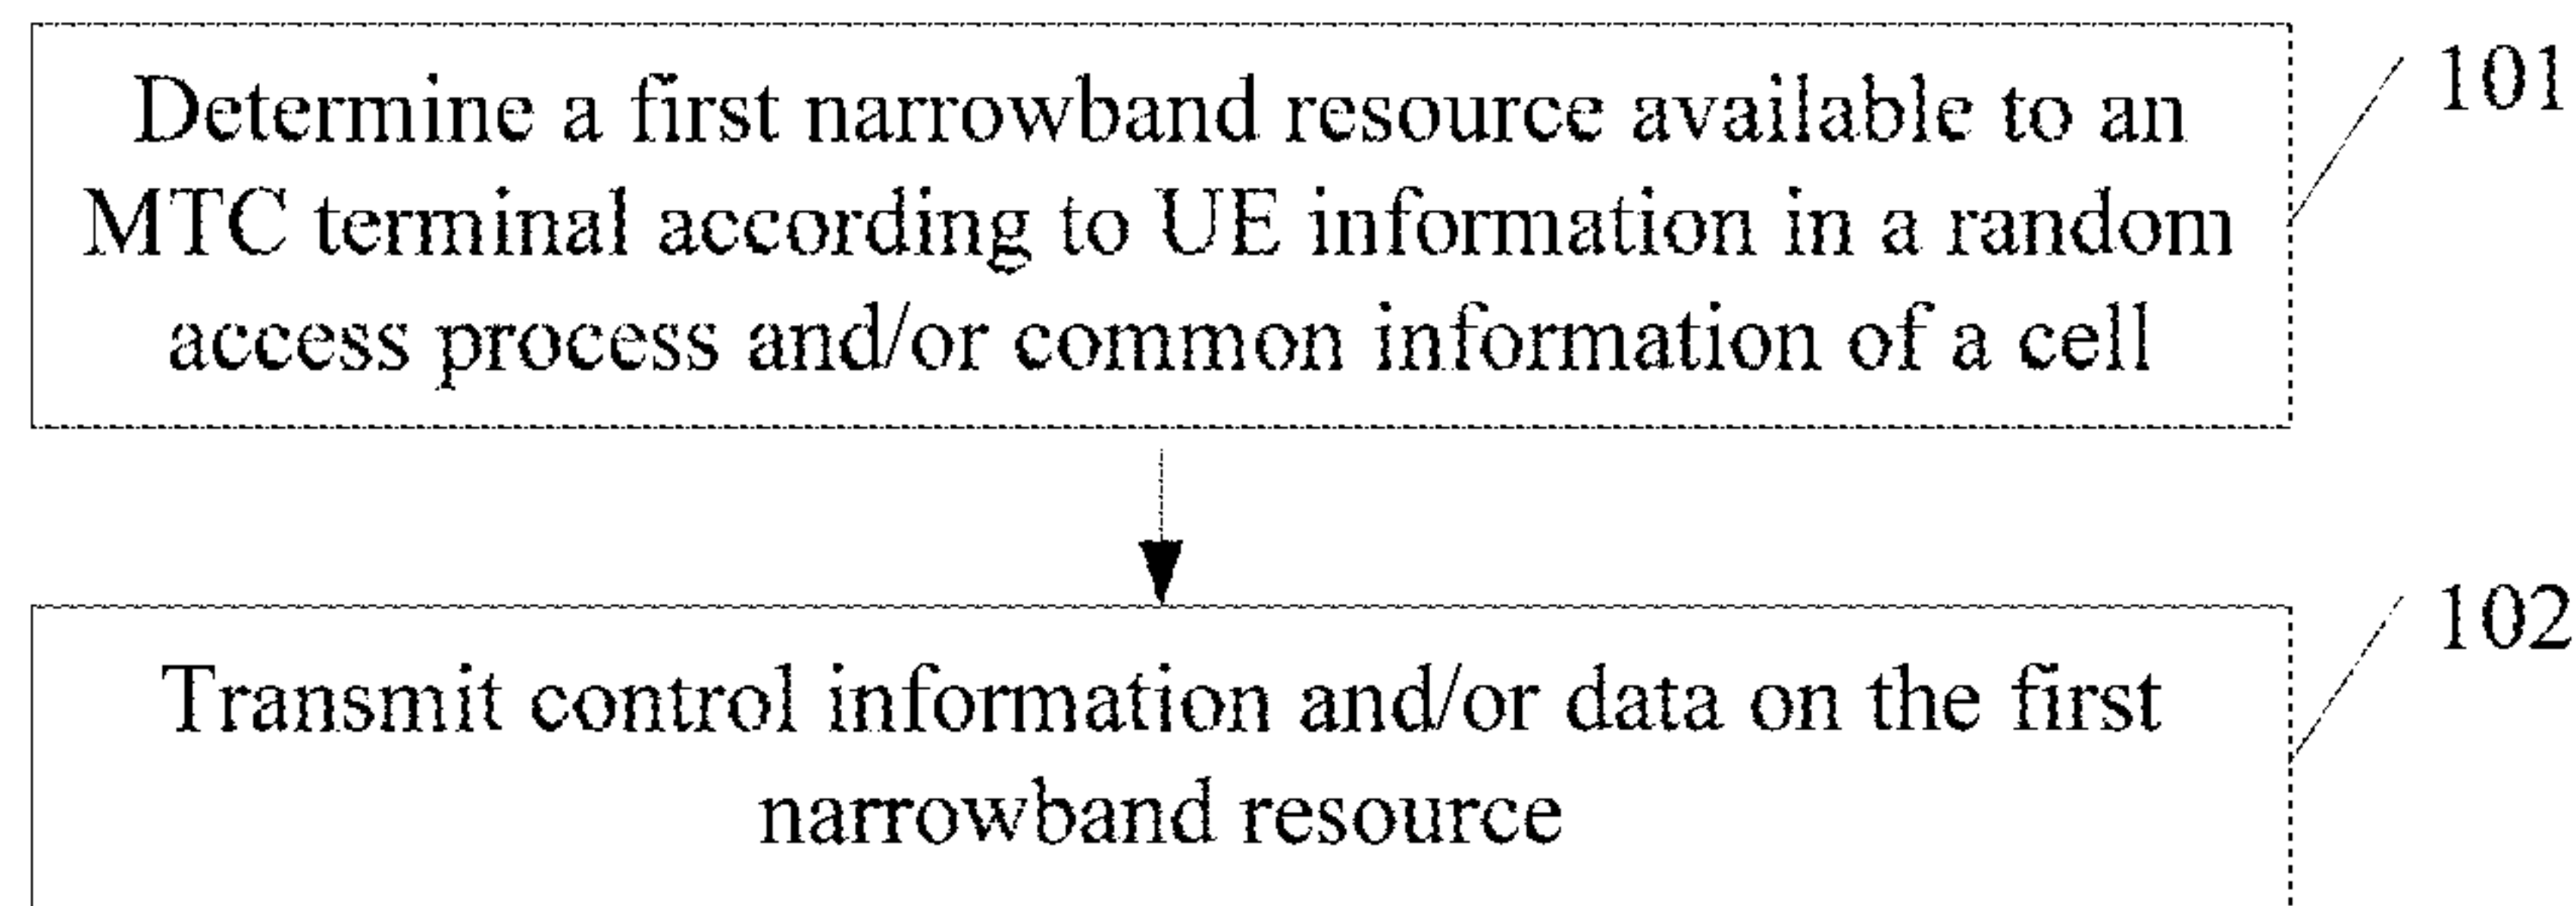 Determine a first narrowband resource available to an
MTC terminal according to UE information in a random
access process and/or common information of a cell
101
Transmit control information and/or data on the first
narrowband resource
102